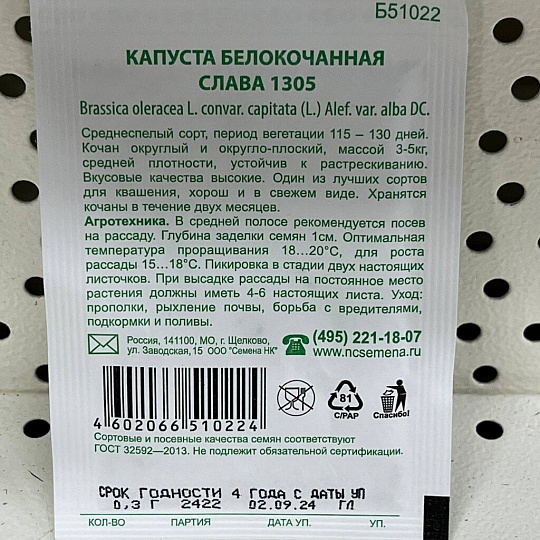 Б51022
КАПУСТА БЕЛОКОЧАННАЯ
СЛАВА 1305
Brassica oleracea L. convar. capitata (L.) Alef. var. alba DC.
Среднеспелый сорт, период вегетации 115 – 130 дней.
Кочан округлый и округло-плоский, массой 3-5кг,
средней плотности, устойчив к растрескиванию.
Вкусовые качества высокие. Один из лучших сортов
для квашения, хорош и в свежем виде. Хранятся
кочаны в течение двух месяцев.
Агротехника. В средней полосе рекомендуется посев
на рассаду. Глубина заделки семян 1см. Оптимальная
температура проращивания 18...20°С, для роста
рассады 15...18°С. Пикировка в стадии двух настоящих
листочков. При высадке рассады на постоянное место
растения должны иметь 4-6 настоящих листа. Уход:
прополки, рыхление почвы, борьба с вредителями,
подкормки и поливы.
Россия, 141100, МО, г. Щелково,
ул. Заводская, 15 ООО "Семена НК"
(495) 221-18-07
www.ncsemena.ru
4 602066 510224
81
C/PAP
Спасибо!
Сортовые и посевные качества семян соответствуют
ГОСТ 32592—2013. Не подлежит обязательной сертификации.
СРОК ГОДНОСТИ 4 ГОДА С ДАТЫ УП
0,3 Г 2422 02.09.24 ГЛ
КОЛ-ВО ПАРТИЯ ДАТА УП. УП.